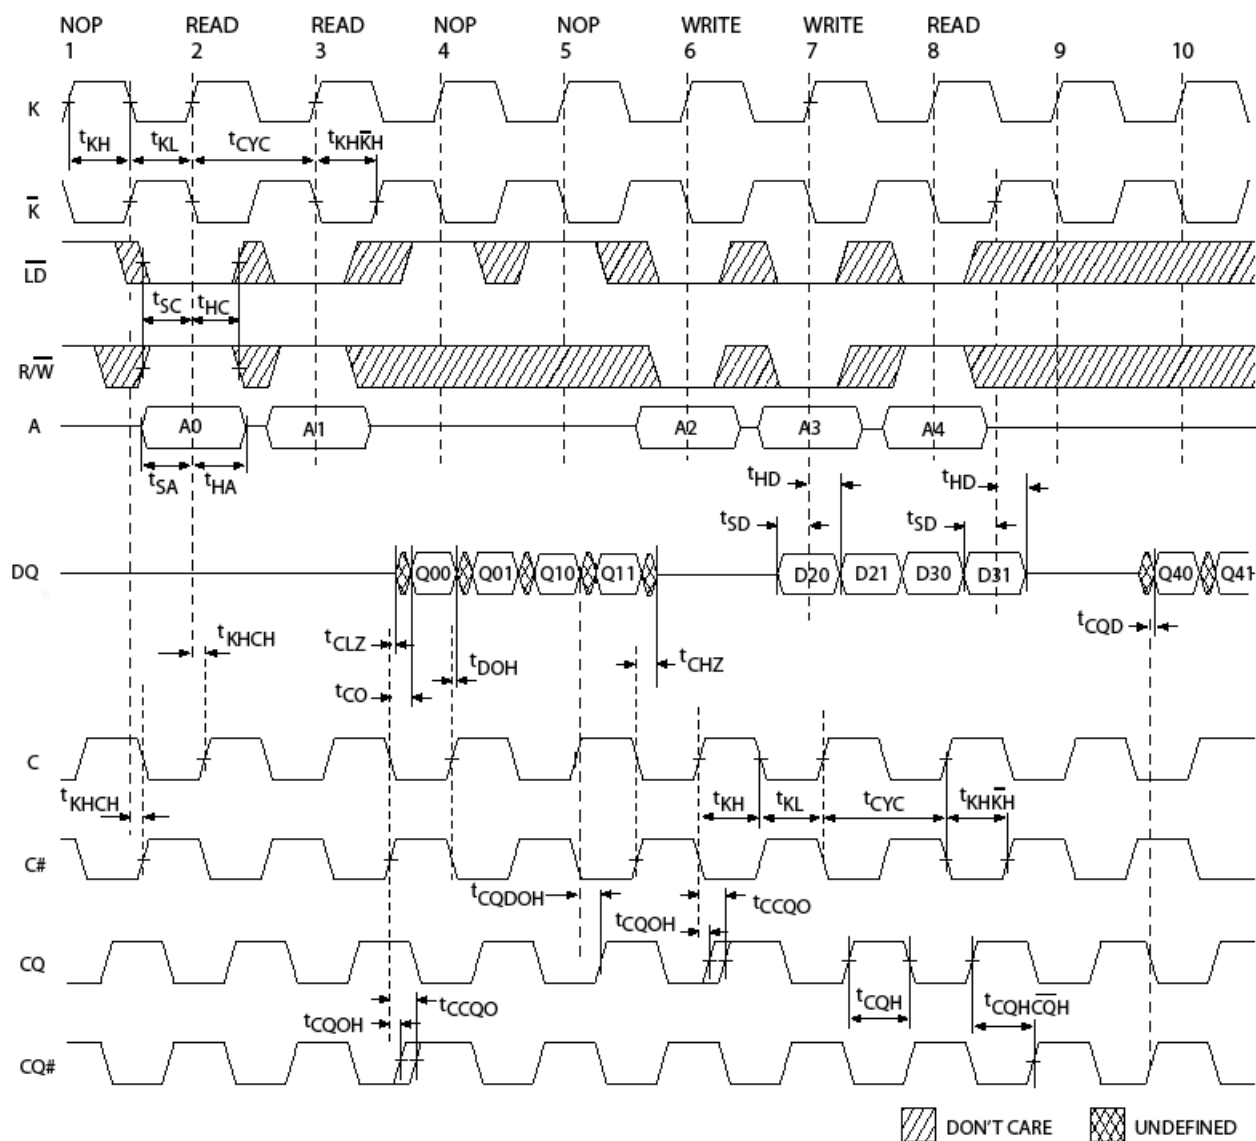 NOP READ READ NOP NOP WRITE WRITE READ
1 2 3 4 5 6 7 8 9 10
K
tKH tKL tCYC tKHK̅H
K̅
L̅D̅
tSC tHC
R/W̅
A A0 A1 A2 A3 A4
tSA tHA tHD tHD
tSD tSD
DQ Q00 Q01 Q10 Q11 D20 D21 D30 D31 Q40 Q41
tKHCH tCLZ tDOH tCHZ tCQD
tCO
C
tKHCH tKH tKL tCYC tKHK̅H
C#
tCQDOH tCCQO
tCQOH
CQ
tCCQO tCQH tCQHC̅Q̅H
tCQOH
CQ#
DON'T CARE UNDEFINED